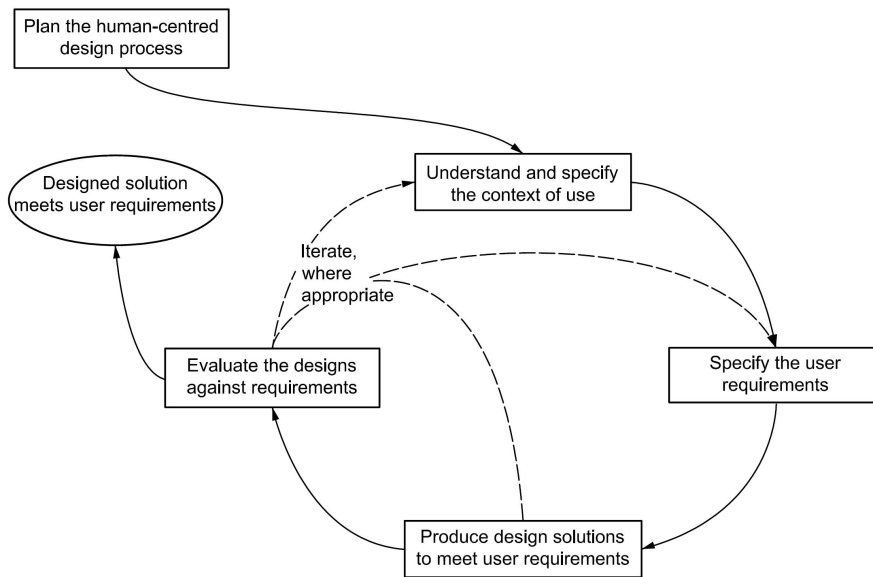 Plan the human-centred
design process
Understand and specify
the context of use
Designed solution
meets user requirements
Iterate,
where
appropriate
Evaluate the designs
against requirements
Specify the user
requirements
Produce design solutions
to meet user requirements